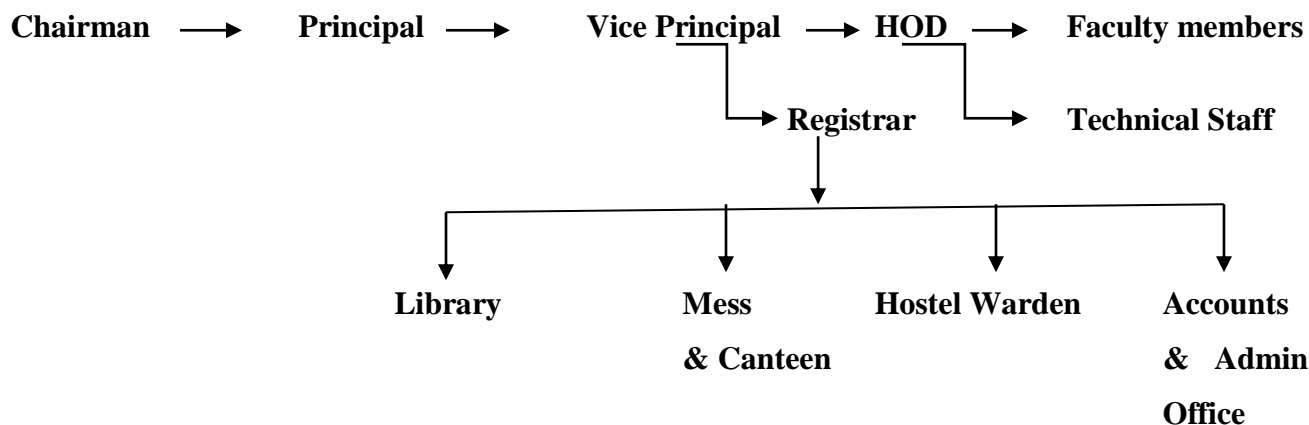 Chairman Principal Vice Principal HOD Faculty members
Registrar Technical Staff
Library Mess Hostel Warden Accounts
& Canteen & Admin
Office